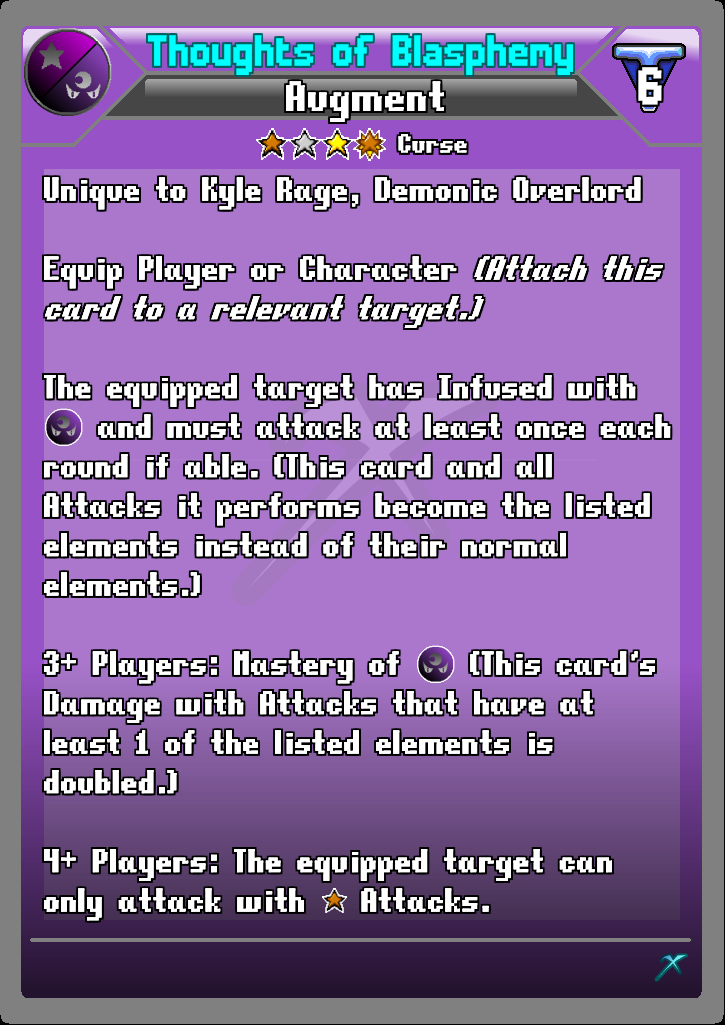 Thoughts of Blasphemy
6
Augment
Curse
Unique to Kyle Rage, Demonic Overlord
Equip Player or Character (Attach this
card to a relevant target.)
The equipped target has Infused with
and must attack at least once each
round if able. (This card and all
Attacks it performs become the listed
elements instead of their normal
elements.)
3+ Players: Mastery of (This card's
Damage with Attacks that have at
least 1 of the listed elements is
doubled.)
4+ Players: The equipped target can
only attack with Attacks.